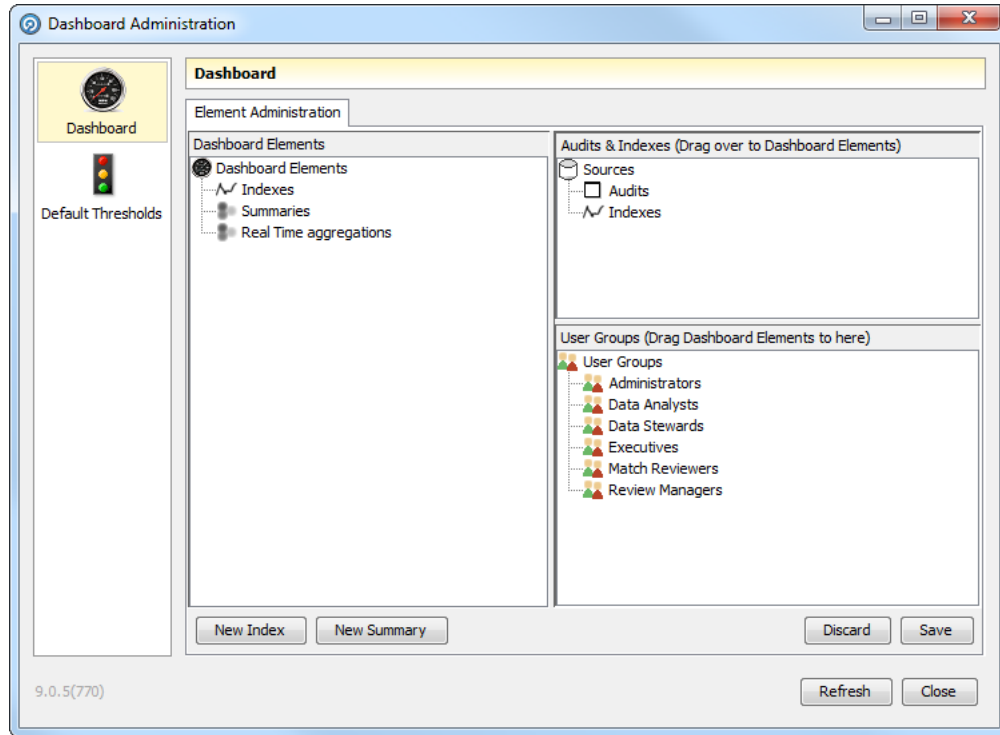 Dashboard Administration
Dashboard
Default Thresholds
Dashboard
Element Administration
Dashboard Elements
Dashboard Elements
Indexes
Summaries
Real Time aggregations
Audits & Indexes (Drag over to Dashboard Elements)
Sources
Audits
Indexes
User Groups (Drag Dashboard Elements to here)
User Groups
Administrators
Data Analysts
Data Stewards
Executives
Match Reviewers
Review Managers
New Index
New Summary
Discard
Save
9.0.5(770)
Refresh
Close